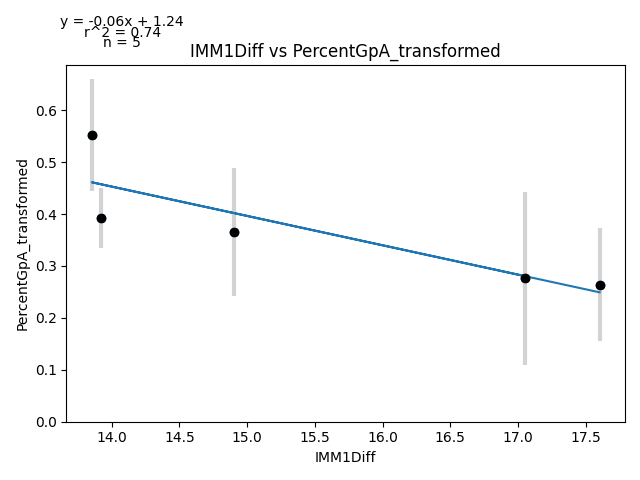 y = -0.06x + 1.24
r^2 = 0.74
n = 5
IMM1Diff vs PercentGpA_transformed
PercentGpA_transformed
0.6
0.5
0.4
0.3
0.2
0.1
0.0
14.0 14.5 15.0 15.5 16.0 16.5 17.0 17.5
IMM1Diff